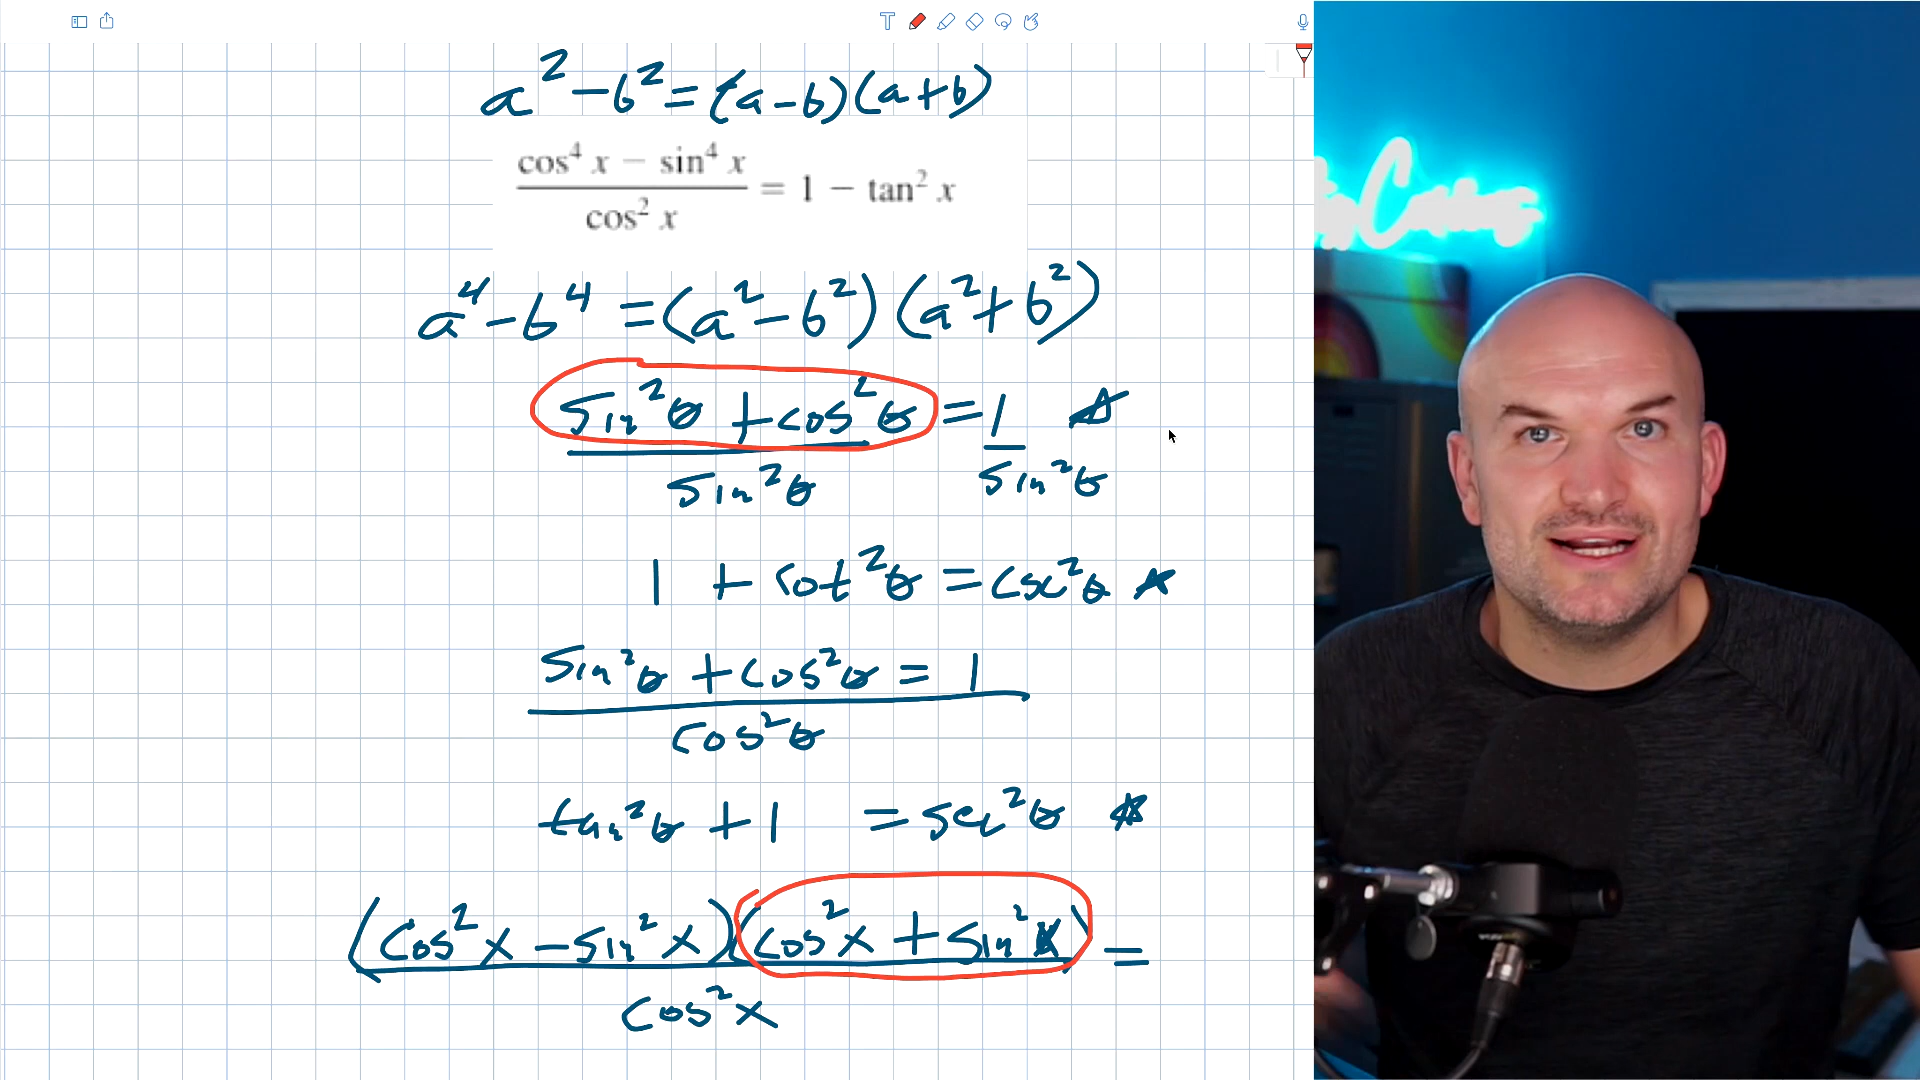 a² - b² = (a - b)(a + b)
cos⁴ x − sin⁴ x
cos² x
= 1 − tan² x
a⁴ - b⁴ = (a² - b²)(a² + b²)
sin²θ + cos²θ = 1
sin²θ sin²θ
1 + cot²θ = csc²θ
sin²θ + cos²θ = 1
cos²θ
tan²θ + 1 = sec²θ
(cos²x - sin²x)(cos²x + sin²x) =
cos²x